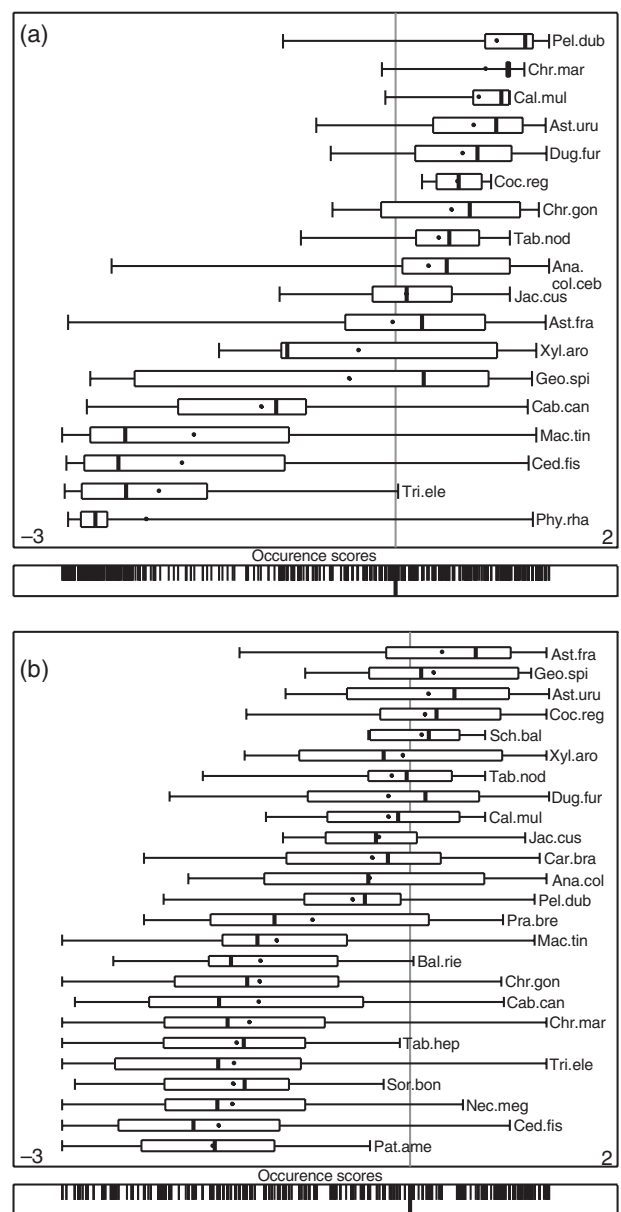 (a)
Pel.dub
Chr.mar
Cal.mul
Ast.uru
Dug.fur
Coc.reg
Chr.gon
Tab.nod
Ana.
col.ceb
Jac.cus
Ast.fra
Xyl.aro
Geo.spi
Cab.can
Mac.tin
Ced.fis
Tri.ele
Phy.rha
–3 2
Occurence scores
(b)
Ast.fra
Geo.spi
Ast.uru
Coc.reg
Sch.bal
Xyl.aro
Tab.nod
Dug.fur
Cal.mul
Jac.cus
Car.bra
Ana.col
Pel.dub
Pra.bre
Mac.tin
Bal.rie
Chr.gon
Cab.can
Chr.mar
Tab.hep
Tri.ele
Sor.bon
Nec.meg
Ced.fis
Pat.ame
–3 2
Occurence scores